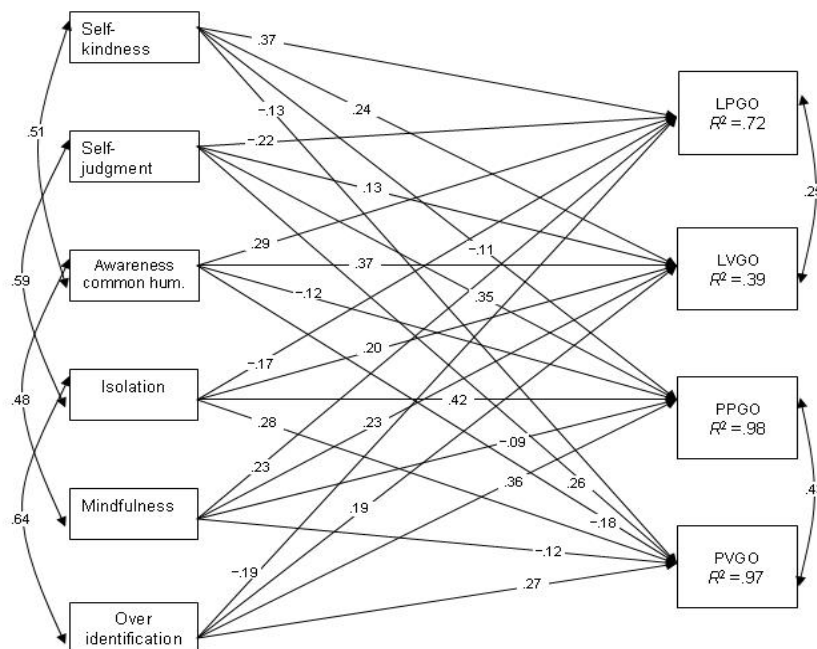 Self-
kindness
Self-
judgment
Awareness
common hum.
Isolation
Mindfulness
Over
identification
.51
.59
.48
.64
.37
−.13
.24
−.22
.13
.29
.37
−.11
−.12
.35
−.17
.20
.42
.28
.23
−.09
.23
.36
.26
−.18
.19
−.12
−.19
.27
LPGO
R² =.72
LVGO
R² =.39
PPGO
R² =.98
PVGO
R² =.97